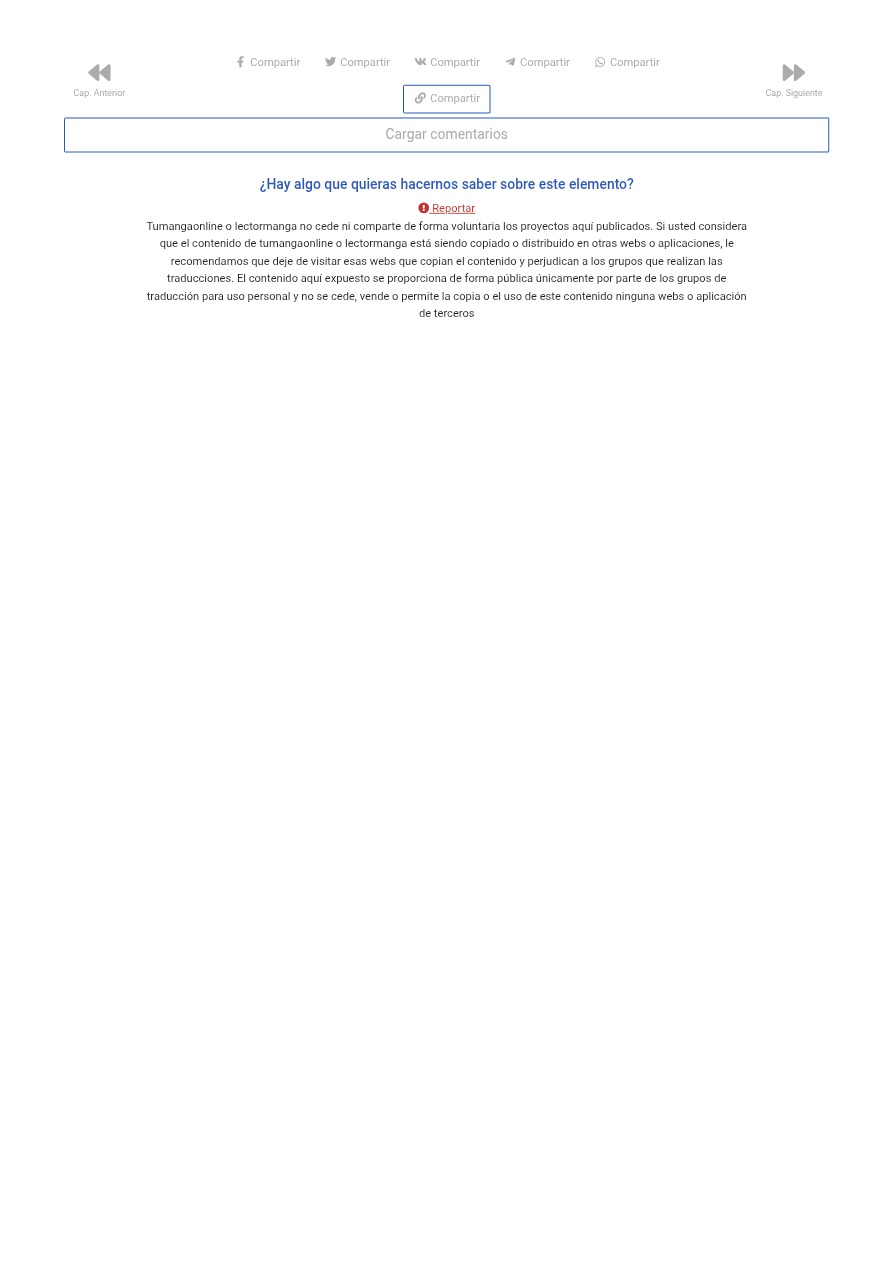 Compartir Compartir Compartir Compartir Compartir
Cap. Anterior
Cap. Siguiente
Compartir
Cargar comentarios
¿Hay algo que quieras hacernos saber sobre este elemento?
Reportar
Tumangaonline o lectormanga no cede ni comparte de forma voluntaria los proyectos aquí publicados. Si usted considera
que el contenido de tumangaonline o lectormanga está siendo copiado o distribuido en otras webs o aplicaciones, le
recomendamos que deje de visitar esas webs que copian el contenido y perjudican a los grupos que realizan las
traducciones. El contenido aquí expuesto se proporciona de forma pública únicamente por parte de los grupos de
traducción para uso personal y no se cede, vende o permite la copia o el uso de este contenido ninguna webs o aplicación
de terceros